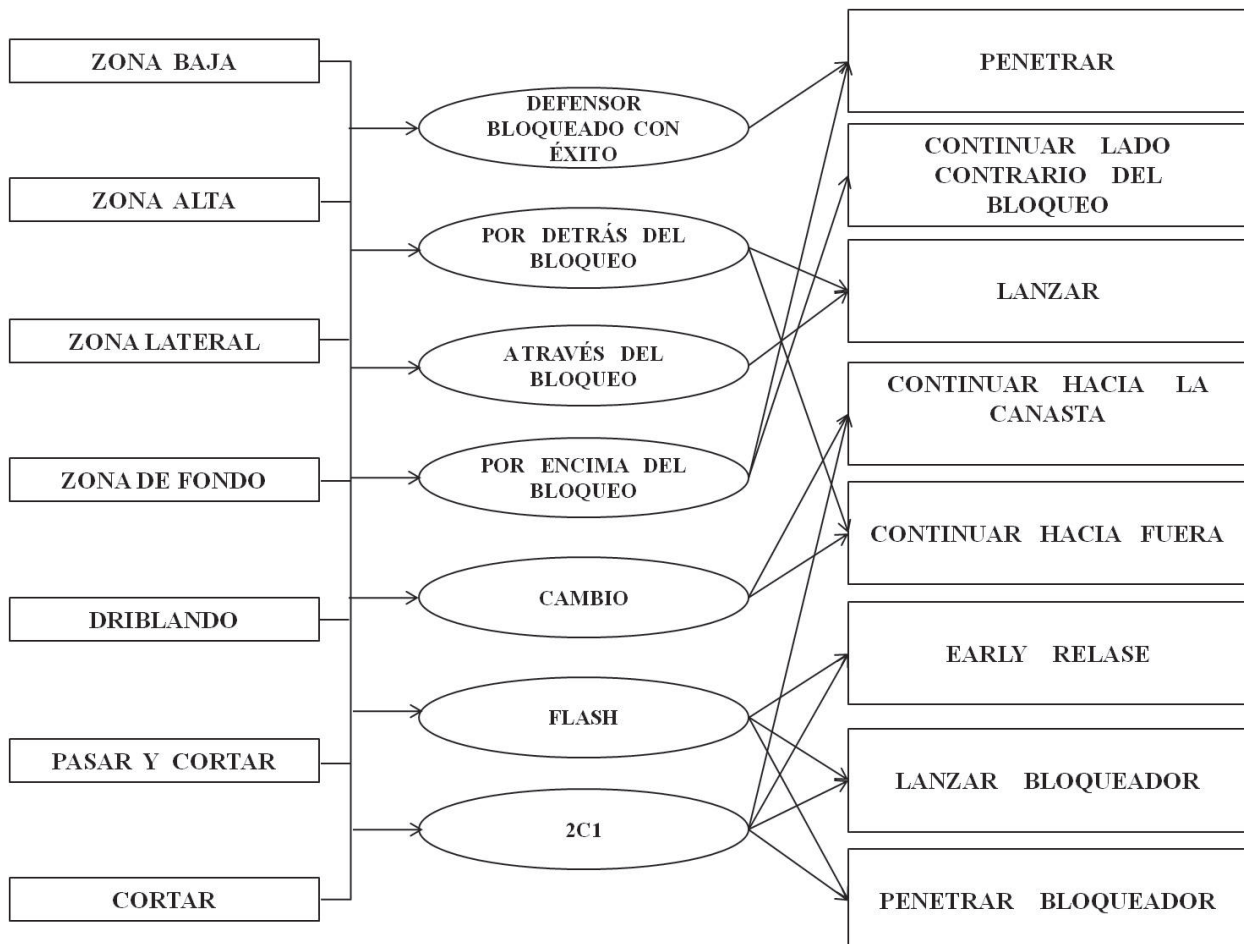 ZONA BAJA
ZONA ALTA
ZONA LATERAL
ZONA DE FONDO
DRIBLANDO
PASAR Y CORTAR
CORTAR
DEFENSOR
BLOQUEADO CON
ÉXITO
POR DETRÁS DEL
BLOQUEO
A TRAVÉS DEL
BLOQUEO
POR ENCIMA DEL
BLOQUEO
CAMBIO
FLASH
2C1
PENETRAR
CONTINUAR LADO
CONTRARIO DEL
BLOQUEO
LANZAR
CONTINUAR HACIA LA
CANASTA
CONTINUAR HACIA FUERA
EARLY RELASE
LANZAR BLOQUEADOR
PENETRAR BLOQUEADOR